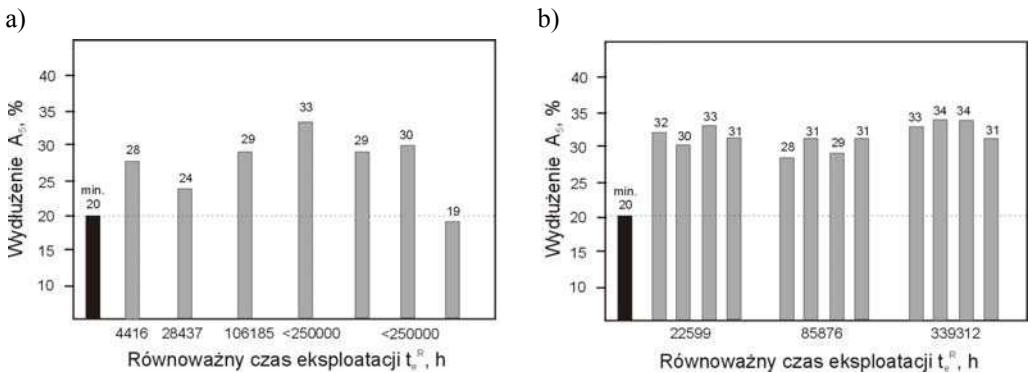 a)
Wydłużenie A₅, %
40
35
30
25
20
15
10
min.
20
28
24
29
33
29
30
19
4416 28437 106185 <250000 <250000
Równoważny czas eksploatacji tₑᴿ, h
b)
Wydłużenie A₅, %
40
35
30
25
20
15
10
min.
20
32 30 33 31
28 31 29 31
33 34 34 31
22599 85876 339312
Równoważny czas eksploatacji tₑᴿ, h